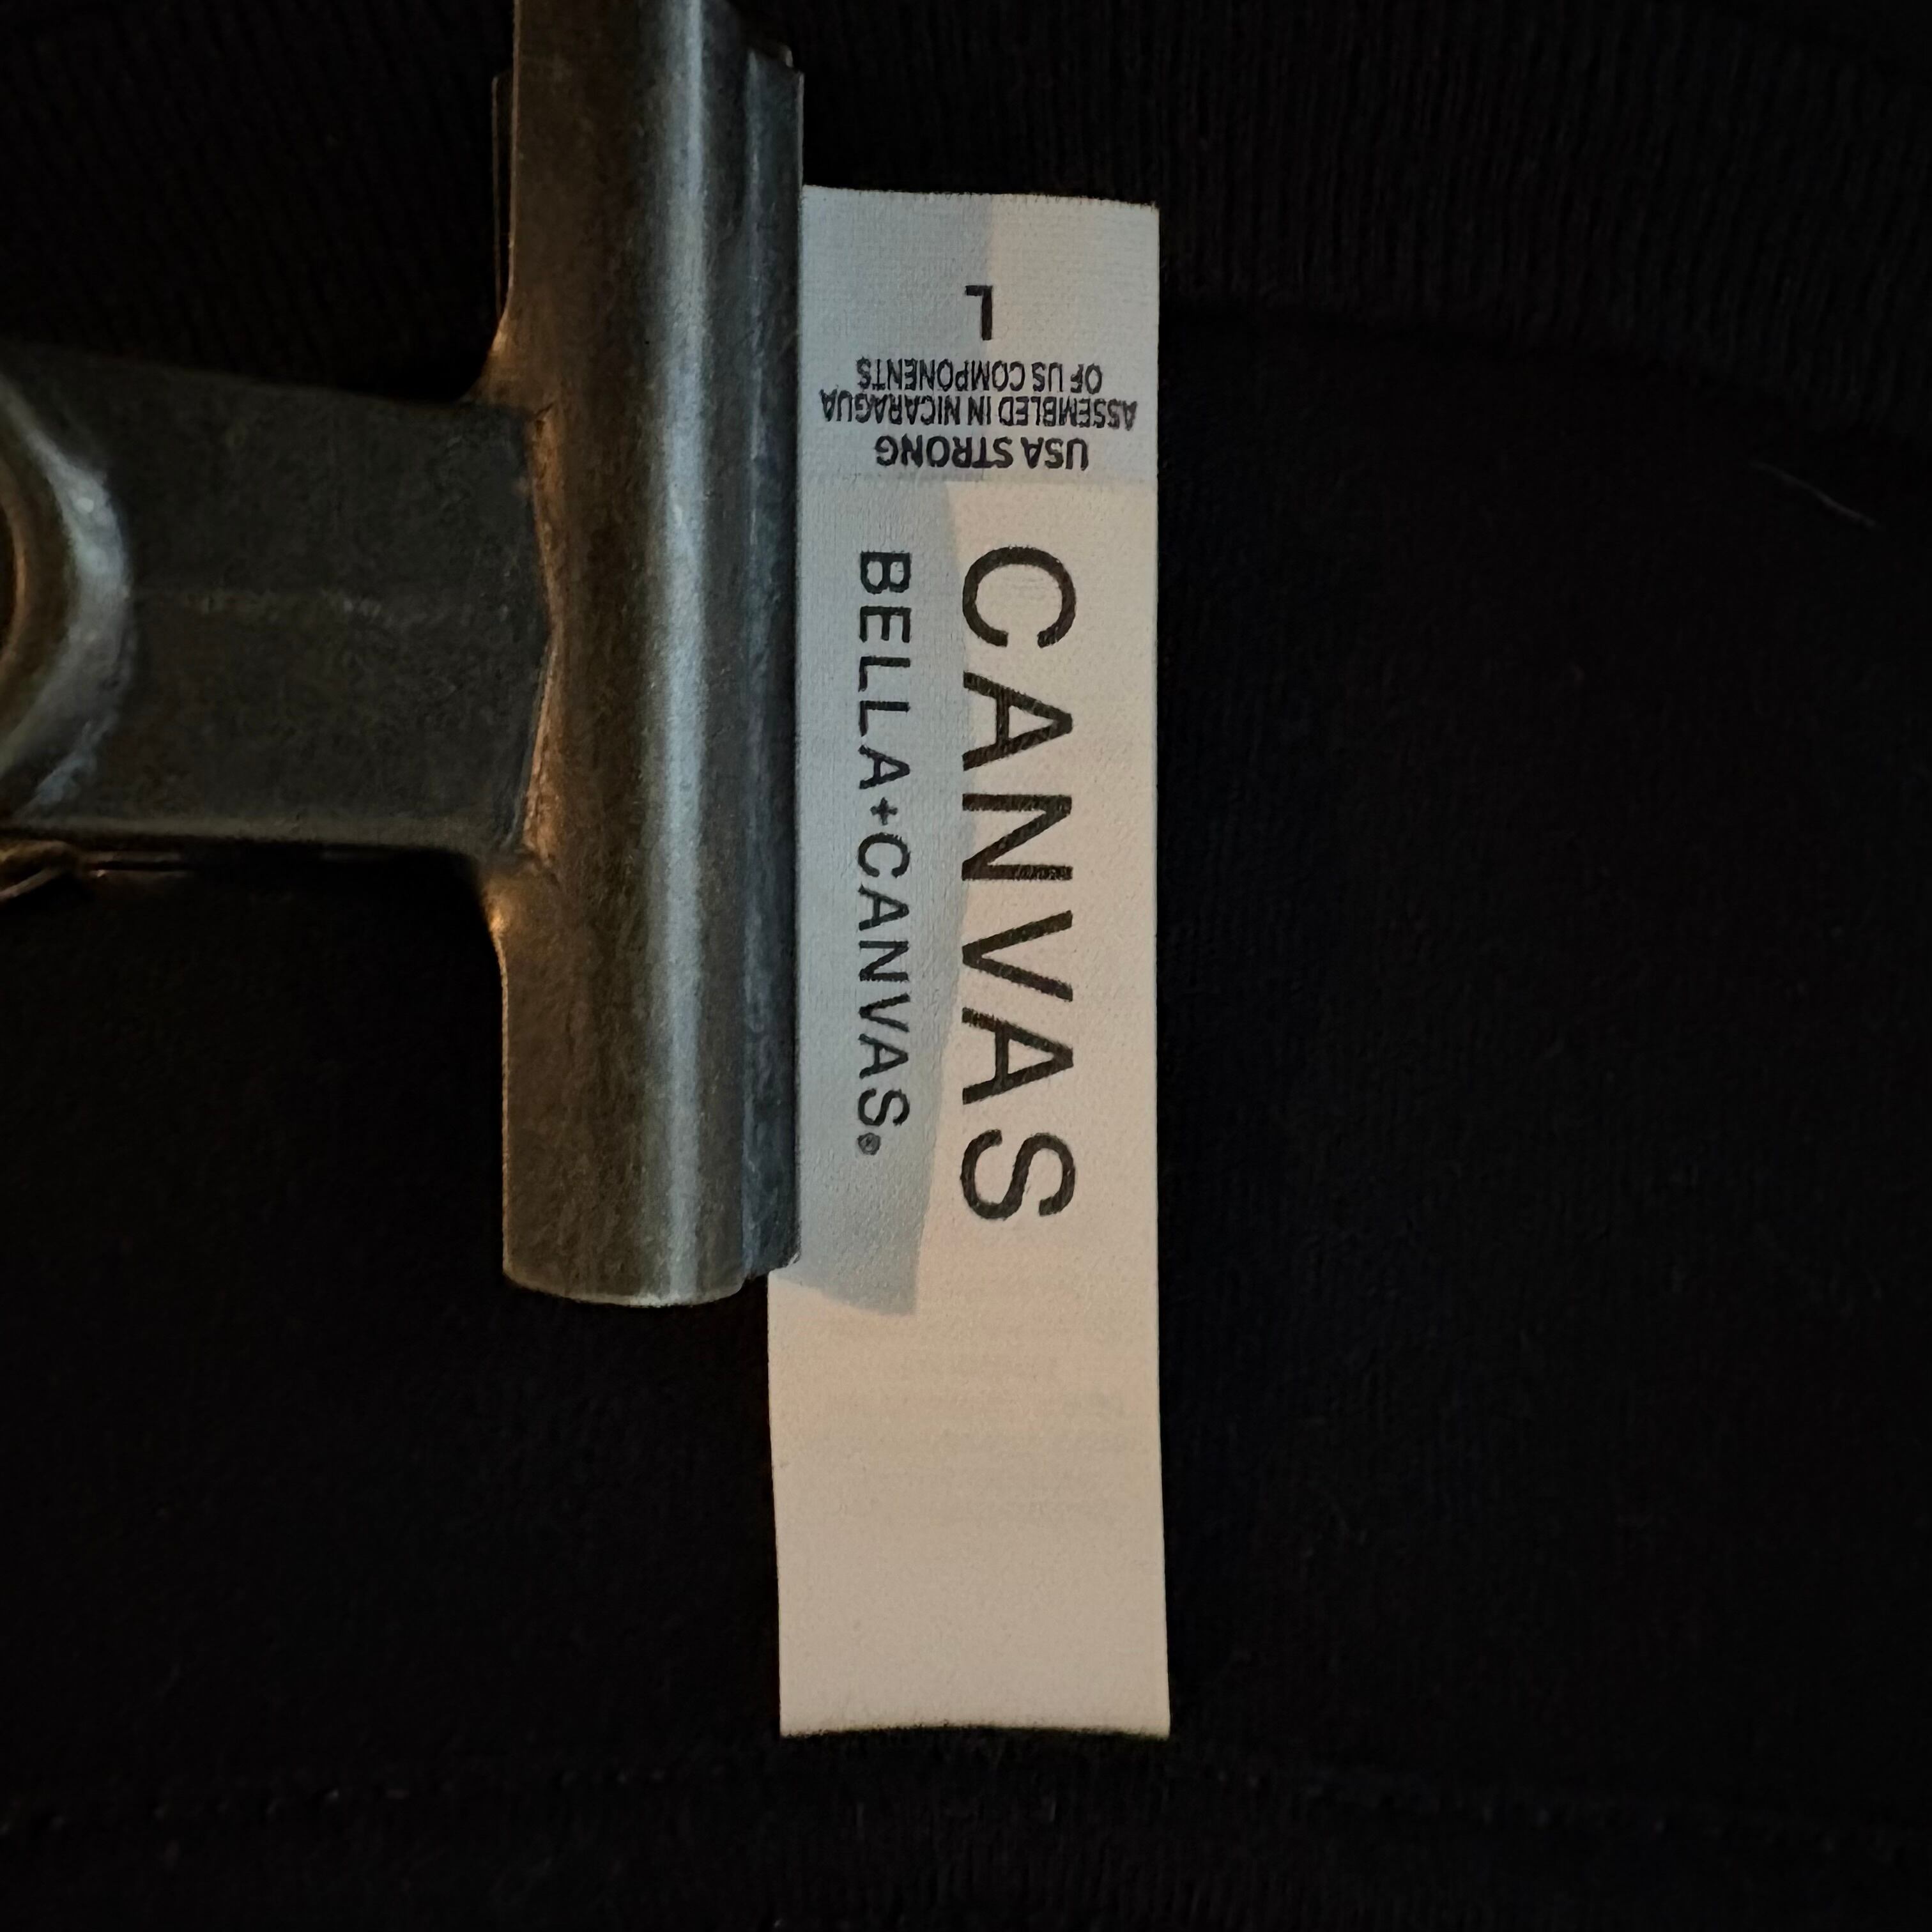 CANVAS
BELLA+CANVAS®
USA STRONG
ASSEMBLED IN NICARAGUA
OF US COMPONENTS
L